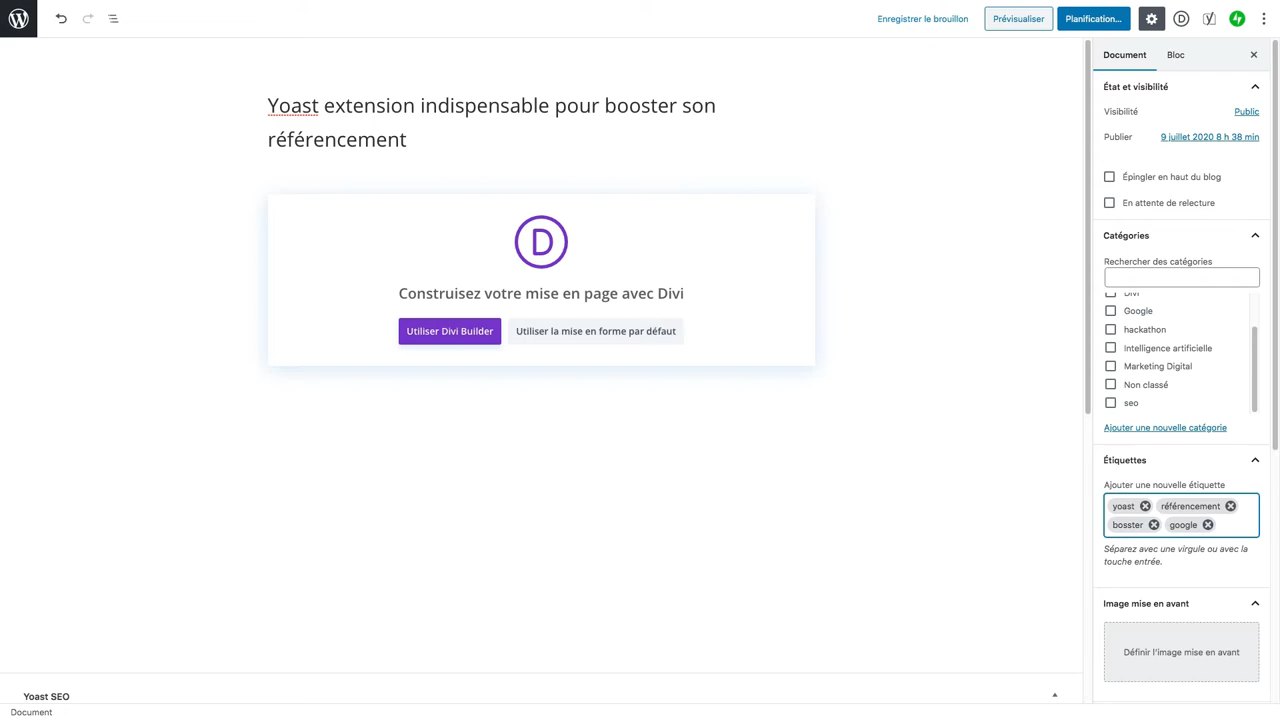 Enregistrer le brouillon
Prévisualiser
Planification...
Document
Bloc
État et visibilité
Visibilité
Public
Publier
9 juillet 2020 8 h 38 min
Épingler en haut du blog
En attente de relecture
Catégories
Rechercher des catégories
Divi
Google
hackathon
Intelligence artificielle
Marketing Digital
Non classé
seo
Ajouter une nouvelle catégorie
Étiquettes
Ajouter une nouvelle étiquette
yoast
référencement
bosster
google
Séparez avec une virgule ou avec la
touche entrée.
Image mise en avant
Définir l'image mise en avant
Yoast extension indispensable pour booster son
référencement
D
Construisez votre mise en page avec Divi
Utiliser Divi Builder
Utiliser la mise en forme par défaut
Yoast SEO
Document